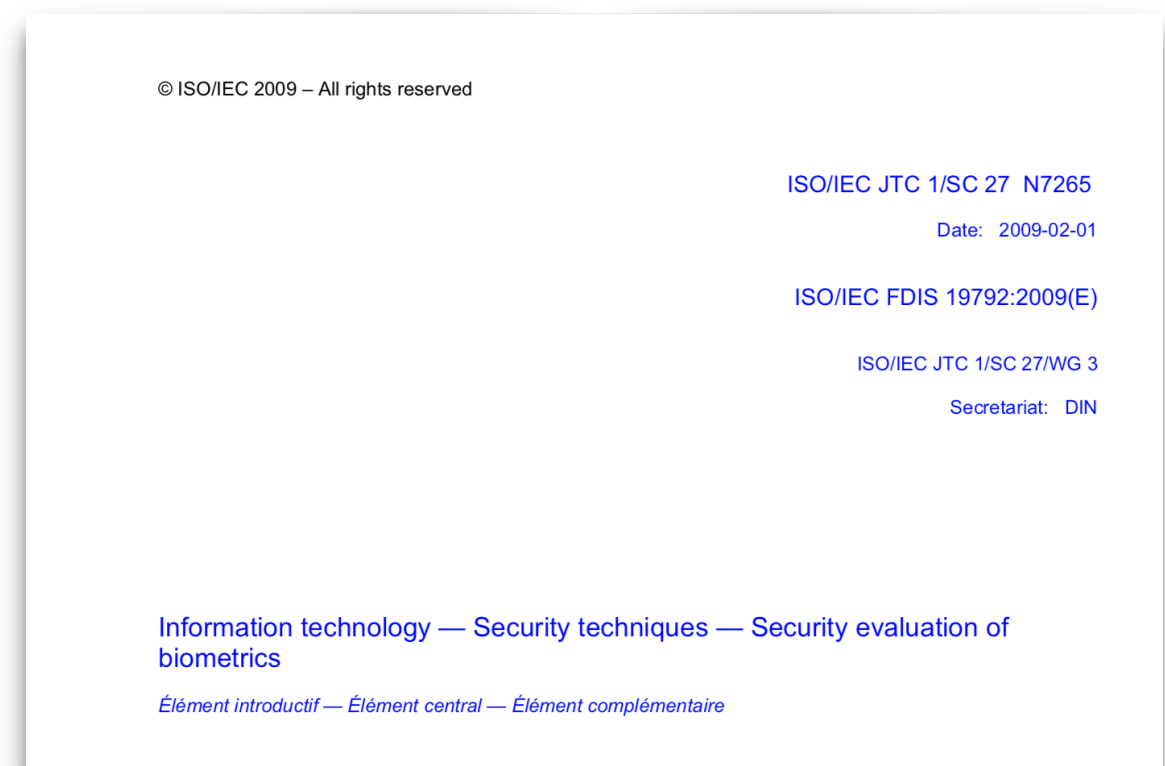 © ISO/IEC 2009 – All rights reserved
ISO/IEC JTC 1/SC 27 N7265
Date: 2009-02-01
ISO/IEC FDIS 19792:2009(E)
ISO/IEC JTC 1/SC 27/WG 3
Secretariat: DIN
Information technology — Security techniques — Security evaluation of
biometrics
Élément introductif — Élément central — Élément complémentaire